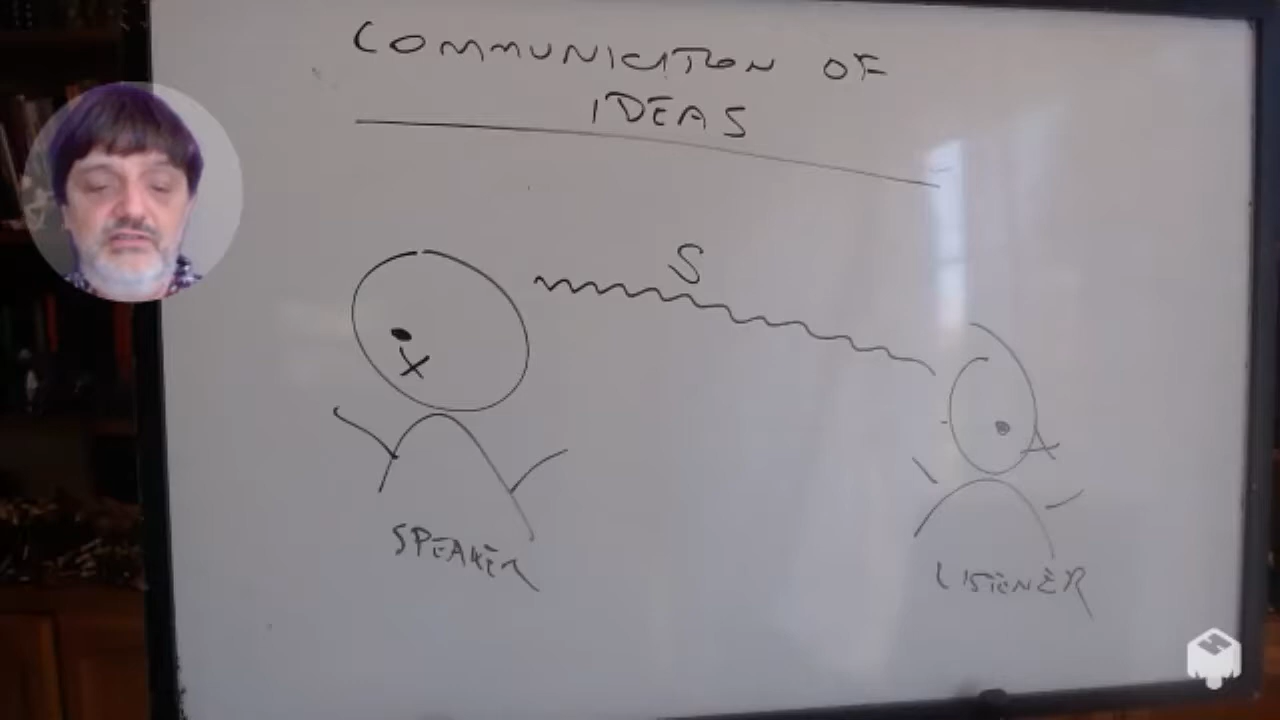 COMMUNICATION OF
IDEAS
S
X
X
SPEAKER
LISTENER